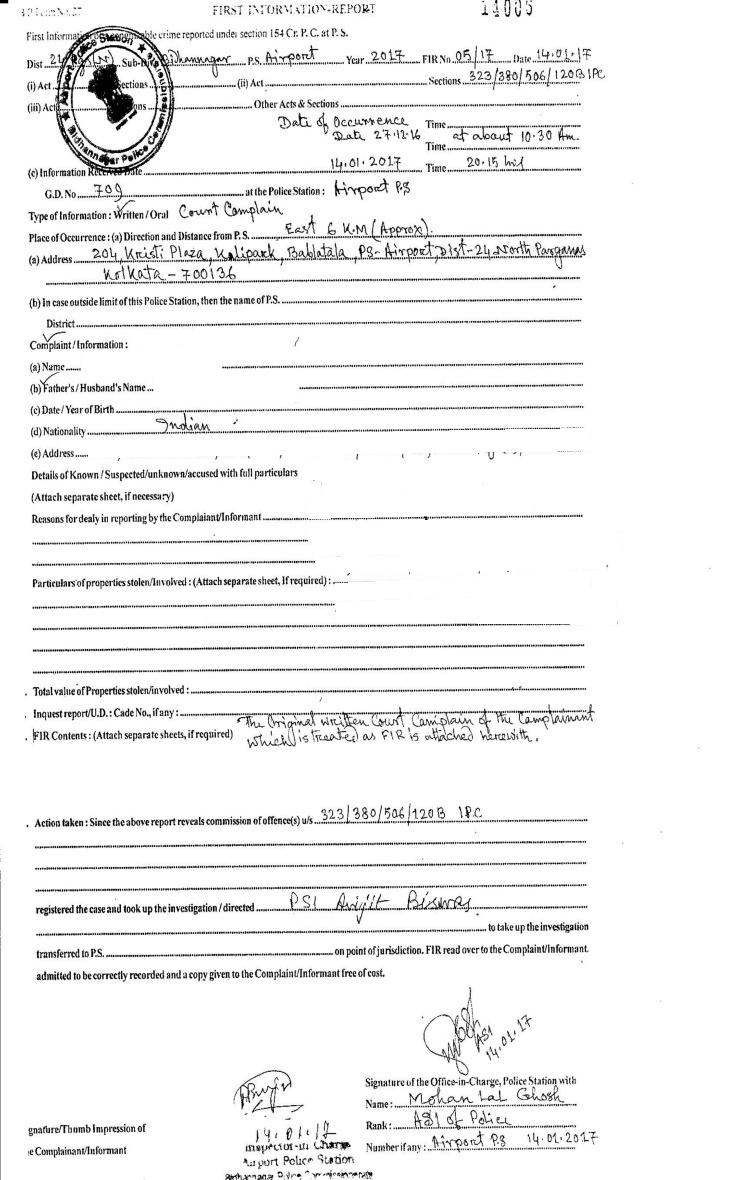 FIRST INFORMATION-REPORT
14005
First Information cognizable crime reported under section 154 Cr. P. C. at P. S.
Dist 24 (N) Sub-Div Bidhannagar P.S. Airport Year 2017 FIR No 05/17 Date 14.01.17
(i) Act Sections (ii) Act Sections 323/380/506/120B IPC
(iii) Act Other Acts & Sections
Airport Police Station
Bidhannagar Police Commissionerate
Date of Occurrence Time
Date 27.12.16 at about 10.30 Am.
Time
(c) Information Received Date 14.01.2017 Time 20.15 hrs
G.D. No 709 at the Police Station : Airport PS
Type of Information : Written / Oral Court Complain
Place of Occurrence : (a) Direction and Distance from P. S. East 6 K.M (Approx).
(a) Address 204, Kristi Plaza, Kalipark, Bablatala, PS- Airport, Dist- 24 North Parganas
Kolkata - 700136
(b) In case outside limit of this Police Station, then the name of P.S.
District
Complaint / Information :
(a) Name
(b) Father's / Husband's Name
(c) Date / Year of Birth
(d) Nationality Indian
(e) Address
Details of Known / Suspected/unknown/accused with full particulars
(Attach separate sheet, if necessary)
Reasons for dealy in reporting by the Complaiant/Informant
Particulars of properties stolen/Involved : (Attach separate sheet, If required) :
. Total value of Properties stolen/involved :
. Inquest report/U.D. : Cade No., if any :
. FIR Contents : (Attach separate sheets, if required) The Original written Court Camplain of the Complainant
which is treated as FIR is attached herewith.
. Action taken : Since the above report reveals commission of offence(s) u/s 323/380/506/120B IPC
registered the case and took up the investigation / directed PSI Avijit Biswas
to take up the investigation
transferred to P.S. on point of jurisdiction. FIR read over to the Complaint/Informant.
admitted to be correctly recorded and a copy given to the Complaint/Informant free of cost.
ASI
14.01.17
Signature of the Office-in-Charge, Police Station with
Name : Mohan Lal Ghosh
Rank : ASI of Police
Number if any : Airport PS 14.01.2017
14.01.17
Inspector-in Charge
Airport Police Station
Bidhannagar Police Commissionerate
gnature/Thumb Impression of
e Complainant/Informant